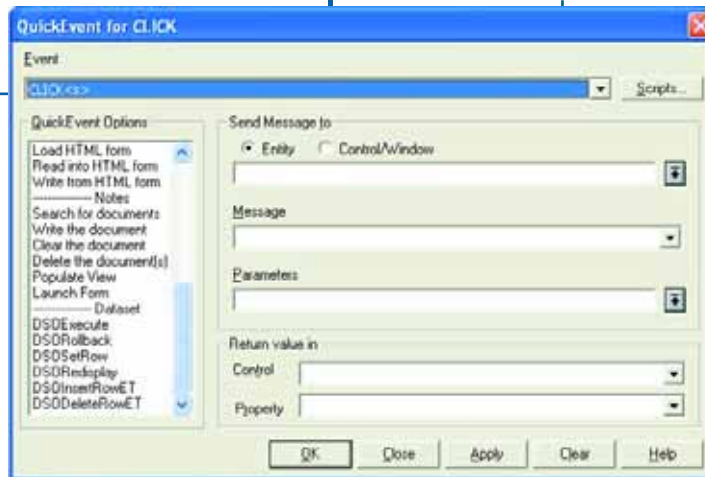 QuickEvent for CLICK
Event
CLICK<s>
Scripts...
QuickEvent Options
Load HTML form
Read into HTML form
Write from HTML form
------------- Notes
Search for documents
Write the document
Clear the document
Delete the document(s)
Populate View
Launch Form
------------- Dataset
DSOExecute
DSORollback
DSOSetRow
DSORedisplay
DSOInsertRowET
DSODeleteRowET
Send Message to
Entity
Control/Window
Message
Parameters
Return value in
Control
Property
OK
Close
Apply
Clear
Help